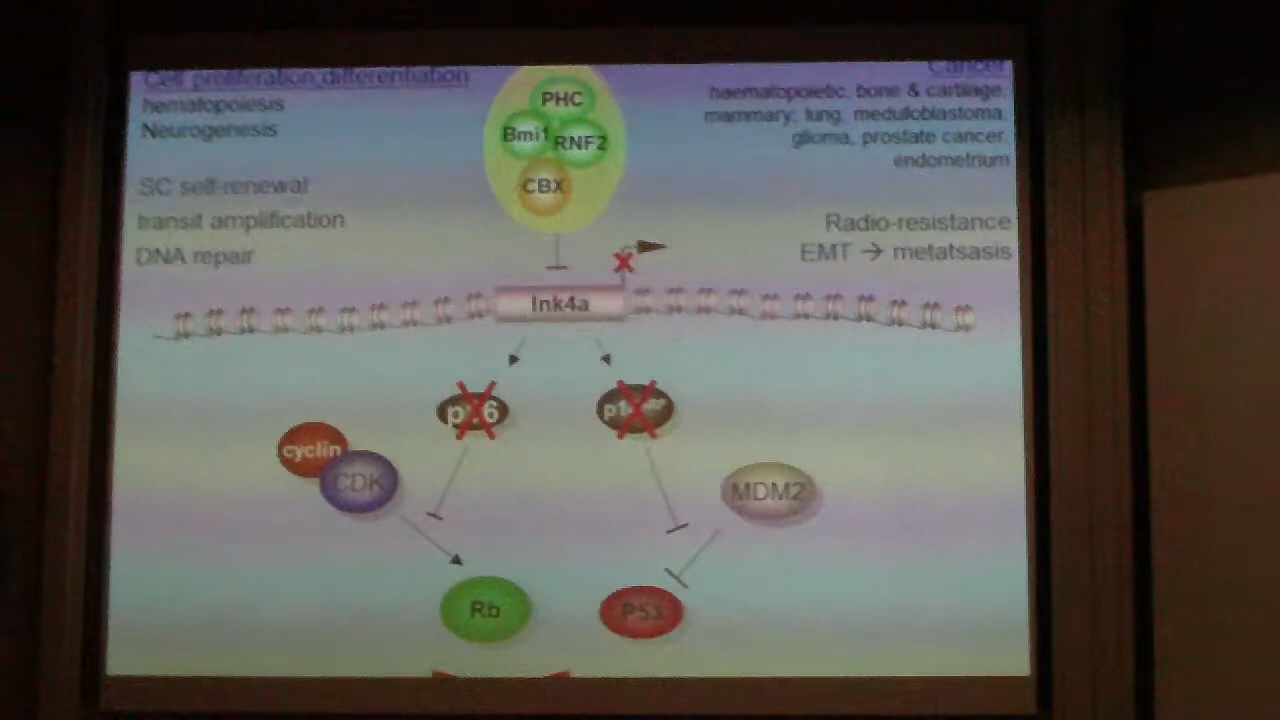 Cell proliferation differentiation
hematopoiesis
Neurogenesis
SC self-renewal
transit amplification
DNA repair
PHC
Bmi1
RNF2
CBX
Cancer
haematopoietic, bone & cartilage,
mammary, lung, medulloblastoma,
glioma, prostate cancer,
endometrium
Radio-resistance
EMT → metatsasis
Ink4a
p16
cyclin
CDK
MDM2
Rb
P53